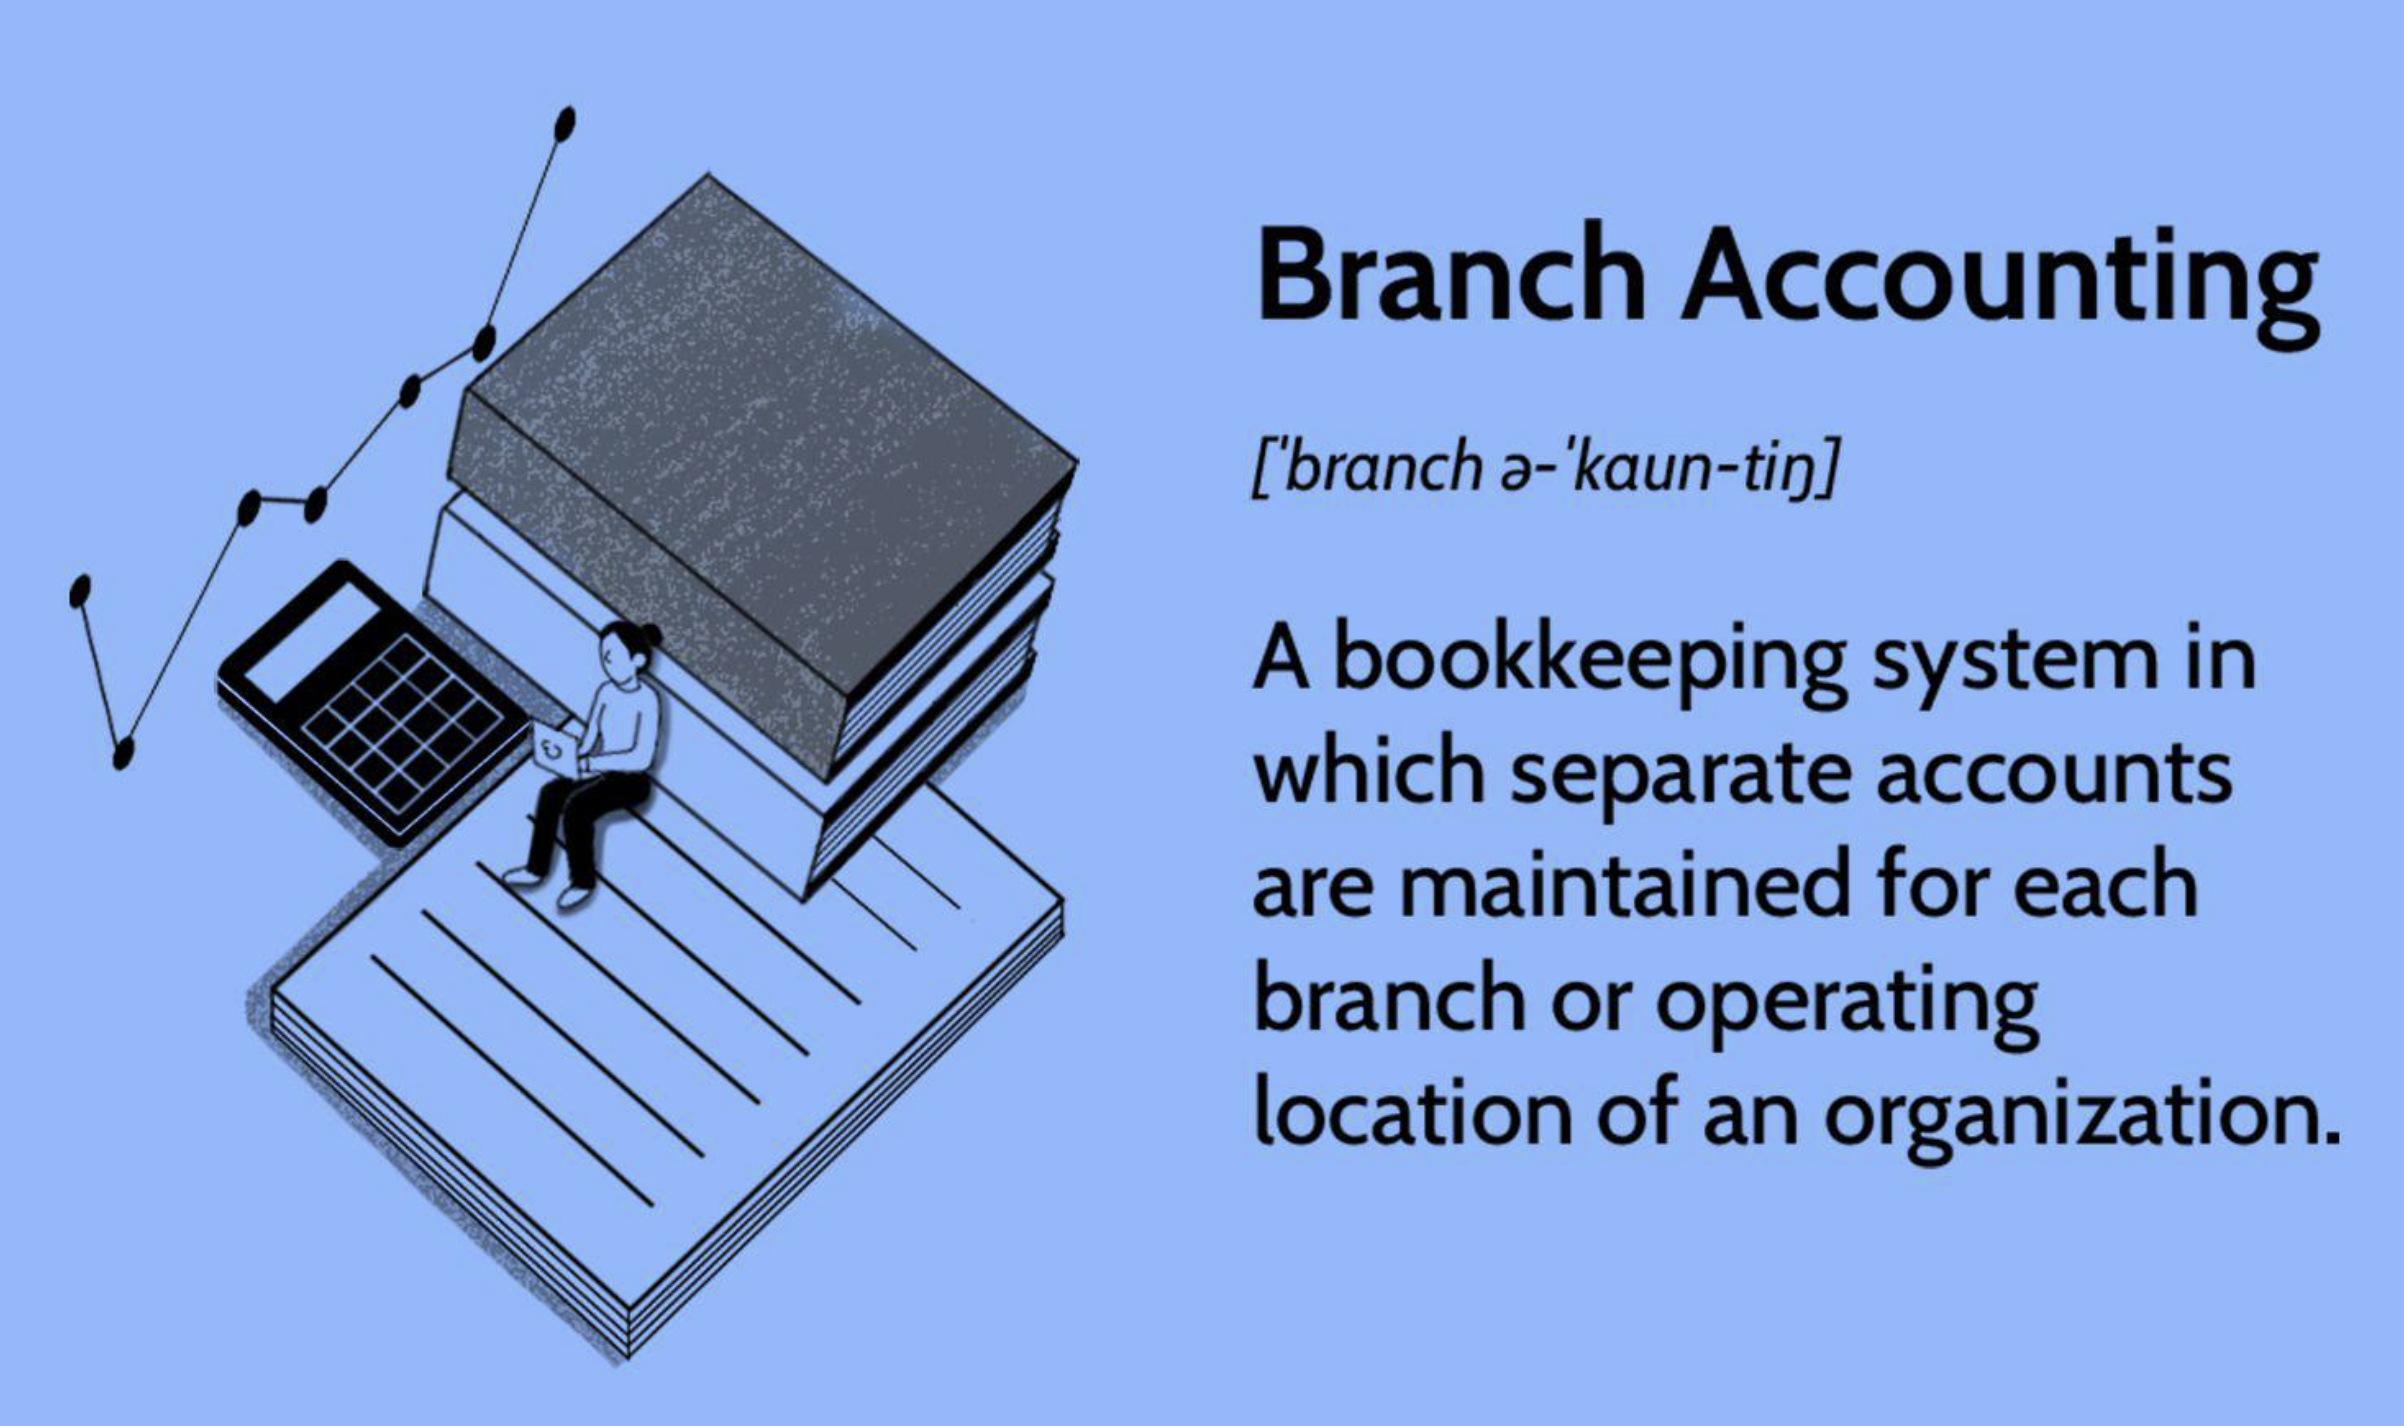 Branch Accounting
[ˈbranch ə-ˈkaun-tiŋ]
A bookkeeping system in
which separate accounts
are maintained for each
branch or operating
location of an organization.